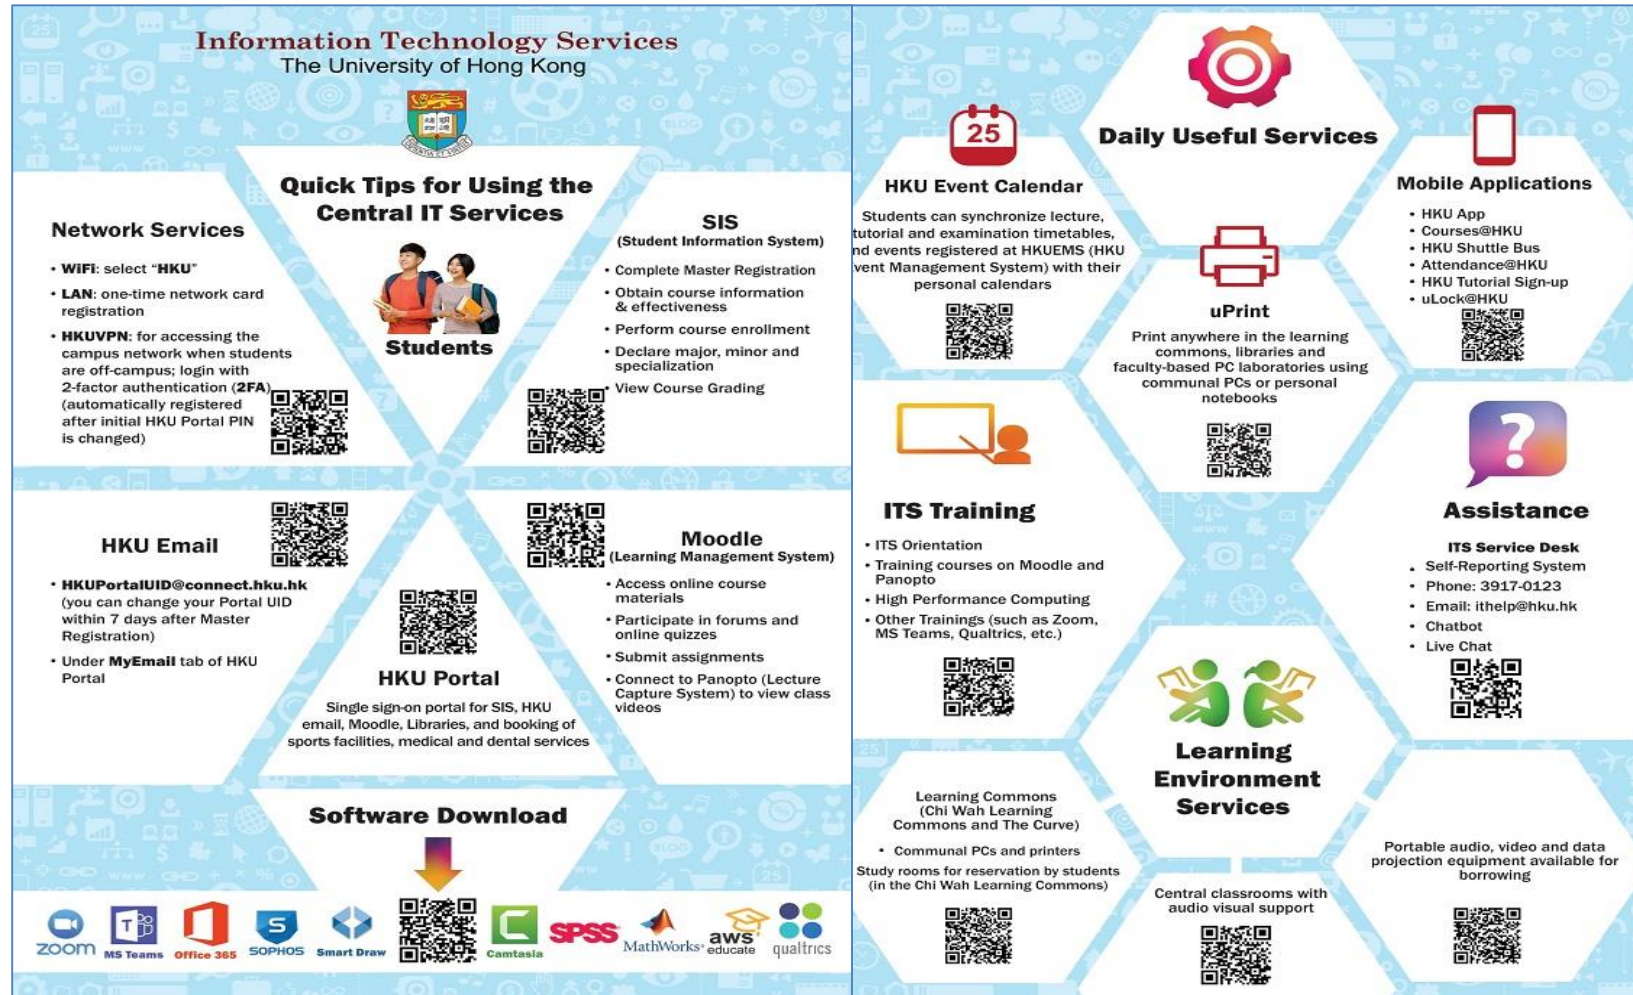 Information Technology Services
The University of Hong Kong
Quick Tips for Using the
Central IT Services
Students
Network Services
• WiFi: select “HKU”
• LAN: one-time network card
registration
• HKUVPN: for accessing the
campus network when students
are off-campus; login with
2-factor authentication (2FA)
(automatically registered
after initial HKU Portal PIN
is changed)
SIS
(Student Information System)
• Complete Master Registration
• Obtain course information
& effectiveness
• Perform course enrollment
• Declare major, minor and
specialization
• View Course Grading
HKU Email
• HKUPortalUID@connect.hku.hk
(you can change your Portal UID
within 7 days after Master
Registration)
• Under MyEmail tab of HKU
Portal
HKU Portal
Single sign-on portal for SIS, HKU
email, Moodle, Libraries, and booking of
sports facilities, medical and dental services
Moodle
(Learning Management System)
• Access online course
materials
• Participate in forums and
online quizzes
• Submit assignments
• Connect to Panopto (Lecture
Capture System) to view class
videos
Software Download
zoom
MS Teams
Office 365
SOPHOS
Smart Draw
Camtasia
SPSS
MathWorks
aws
educate
qualtrics
Daily Useful Services
25
HKU Event Calendar
Students can synchronize lecture,
tutorial and examination timetables,
nd events registered at HKUEMS (HKU
vent Management System) with their
personal calendars
uPrint
Print anywhere in the learning
commons, libraries and
faculty-based PC laboratories using
communal PCs or personal
notebooks
Mobile Applications
• HKU App
• Courses@HKU
• HKU Shuttle Bus
• Attendance@HKU
• HKU Tutorial Sign-up
• uLock@HKU
ITS Training
• ITS Orientation
• Training courses on Moodle and
Panopto
• High Performance Computing
• Other Trainings (such as Zoom,
MS Teams, Qualtrics, etc.)
Assistance
ITS Service Desk
• Self-Reporting System
• Phone: 3917-0123
• Email: ithelp@hku.hk
• Chatbot
• Live Chat
Learning
Environment
Services
Learning Commons
(Chi Wah Learning
Commons and The Curve)
• Communal PCs and printers
Study rooms for reservation by students
(in the Chi Wah Learning Commons)
Central classrooms with
audio visual support
Portable audio, video and data
projection equipment available for
borrowing